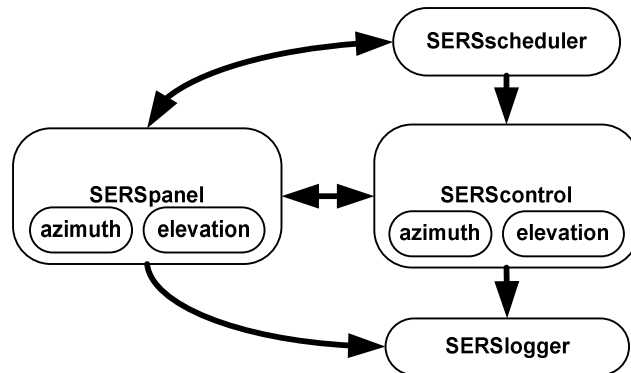 SERSscheduler
SERSpanel
azimuth
elevation
SERScontrol
azimuth
elevation
SERSlogger